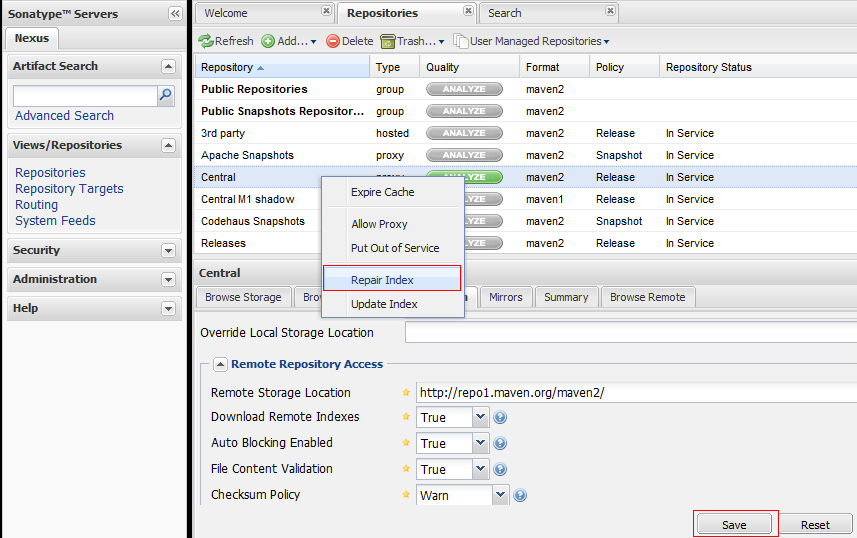 Sonatype™ Servers
Nexus
Artifact Search
Advanced Search
Views/Repositories
Repositories
Repository Targets
Routing
System Feeds
Security
Administration
Help
Welcome Repositories Search
Refresh Add... Delete Trash... User Managed Repositories
Repository Type Quality Format Policy Repository Status
Public Repositories group ANALYZE maven2
Public Snapshots Repositor... group ANALYZE maven2
3rd party hosted ANALYZE maven2 Release In Service
Apache Snapshots proxy ANALYZE maven2 Snapshot In Service
Central ANALYZE maven2 Release In Service
Central M1 shadow maven1 Release In Service
Codehaus Snapshots maven2 Snapshot In Service
Releases maven2 Release In Service
Expire Cache
Allow Proxy
Put Out of Service
Repair Index
Update Index
Central
Browse Storage Mirrors Summary Browse Remote
Override Local Storage Location
Remote Repository Access
Remote Storage Location http://repo1.maven.org/maven2/
Download Remote Indexes True
Auto Blocking Enabled True
File Content Validation True
Checksum Policy Warn
Save Reset